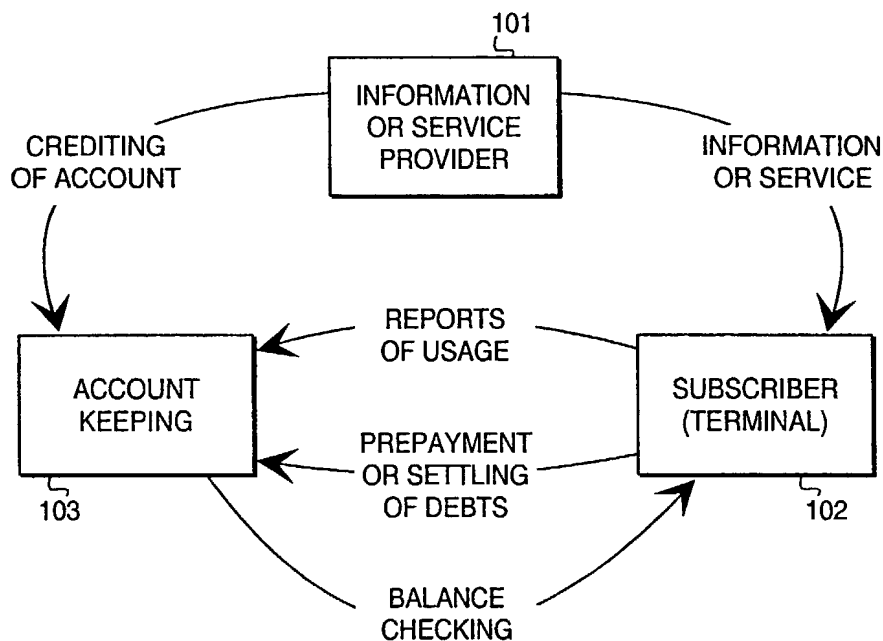 101
INFORMATION
OR SERVICE
PROVIDER
CREDITING
OF ACCOUNT
INFORMATION
OR SERVICE
REPORTS
OF USAGE
ACCOUNT
KEEPING
SUBSCRIBER
(TERMINAL)
PREPAYMENT
OR SETTLING
OF DEBTS
103
102
BALANCE
CHECKING